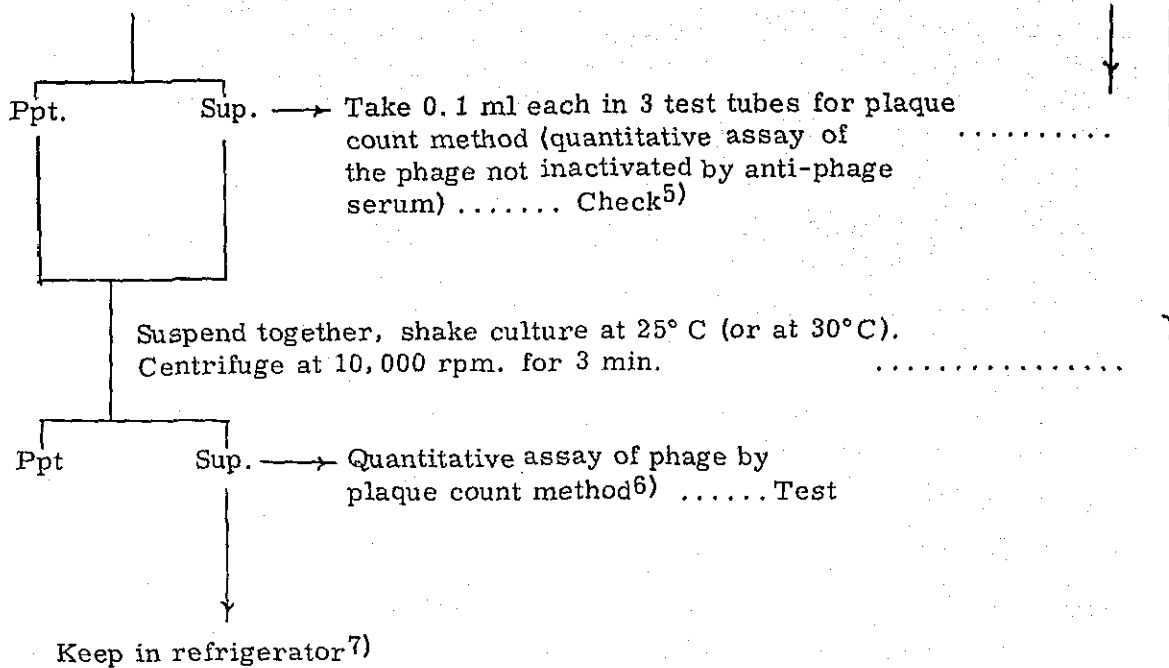 Ppt. Sup. Take 0.1 ml each in 3 test tubes for plaque
count method (quantitative assay of ..........
the phage not inactivated by anti-phage
serum) ....... Check5)
Suspend together, shake culture at 25° C (or at 30°C).
Centrifuge at 10,000 rpm. for 3 min. ................
Ppt Sup. Quantitative assay of phage by
plaque count method6) ...... Test
Keep in refrigerator7)